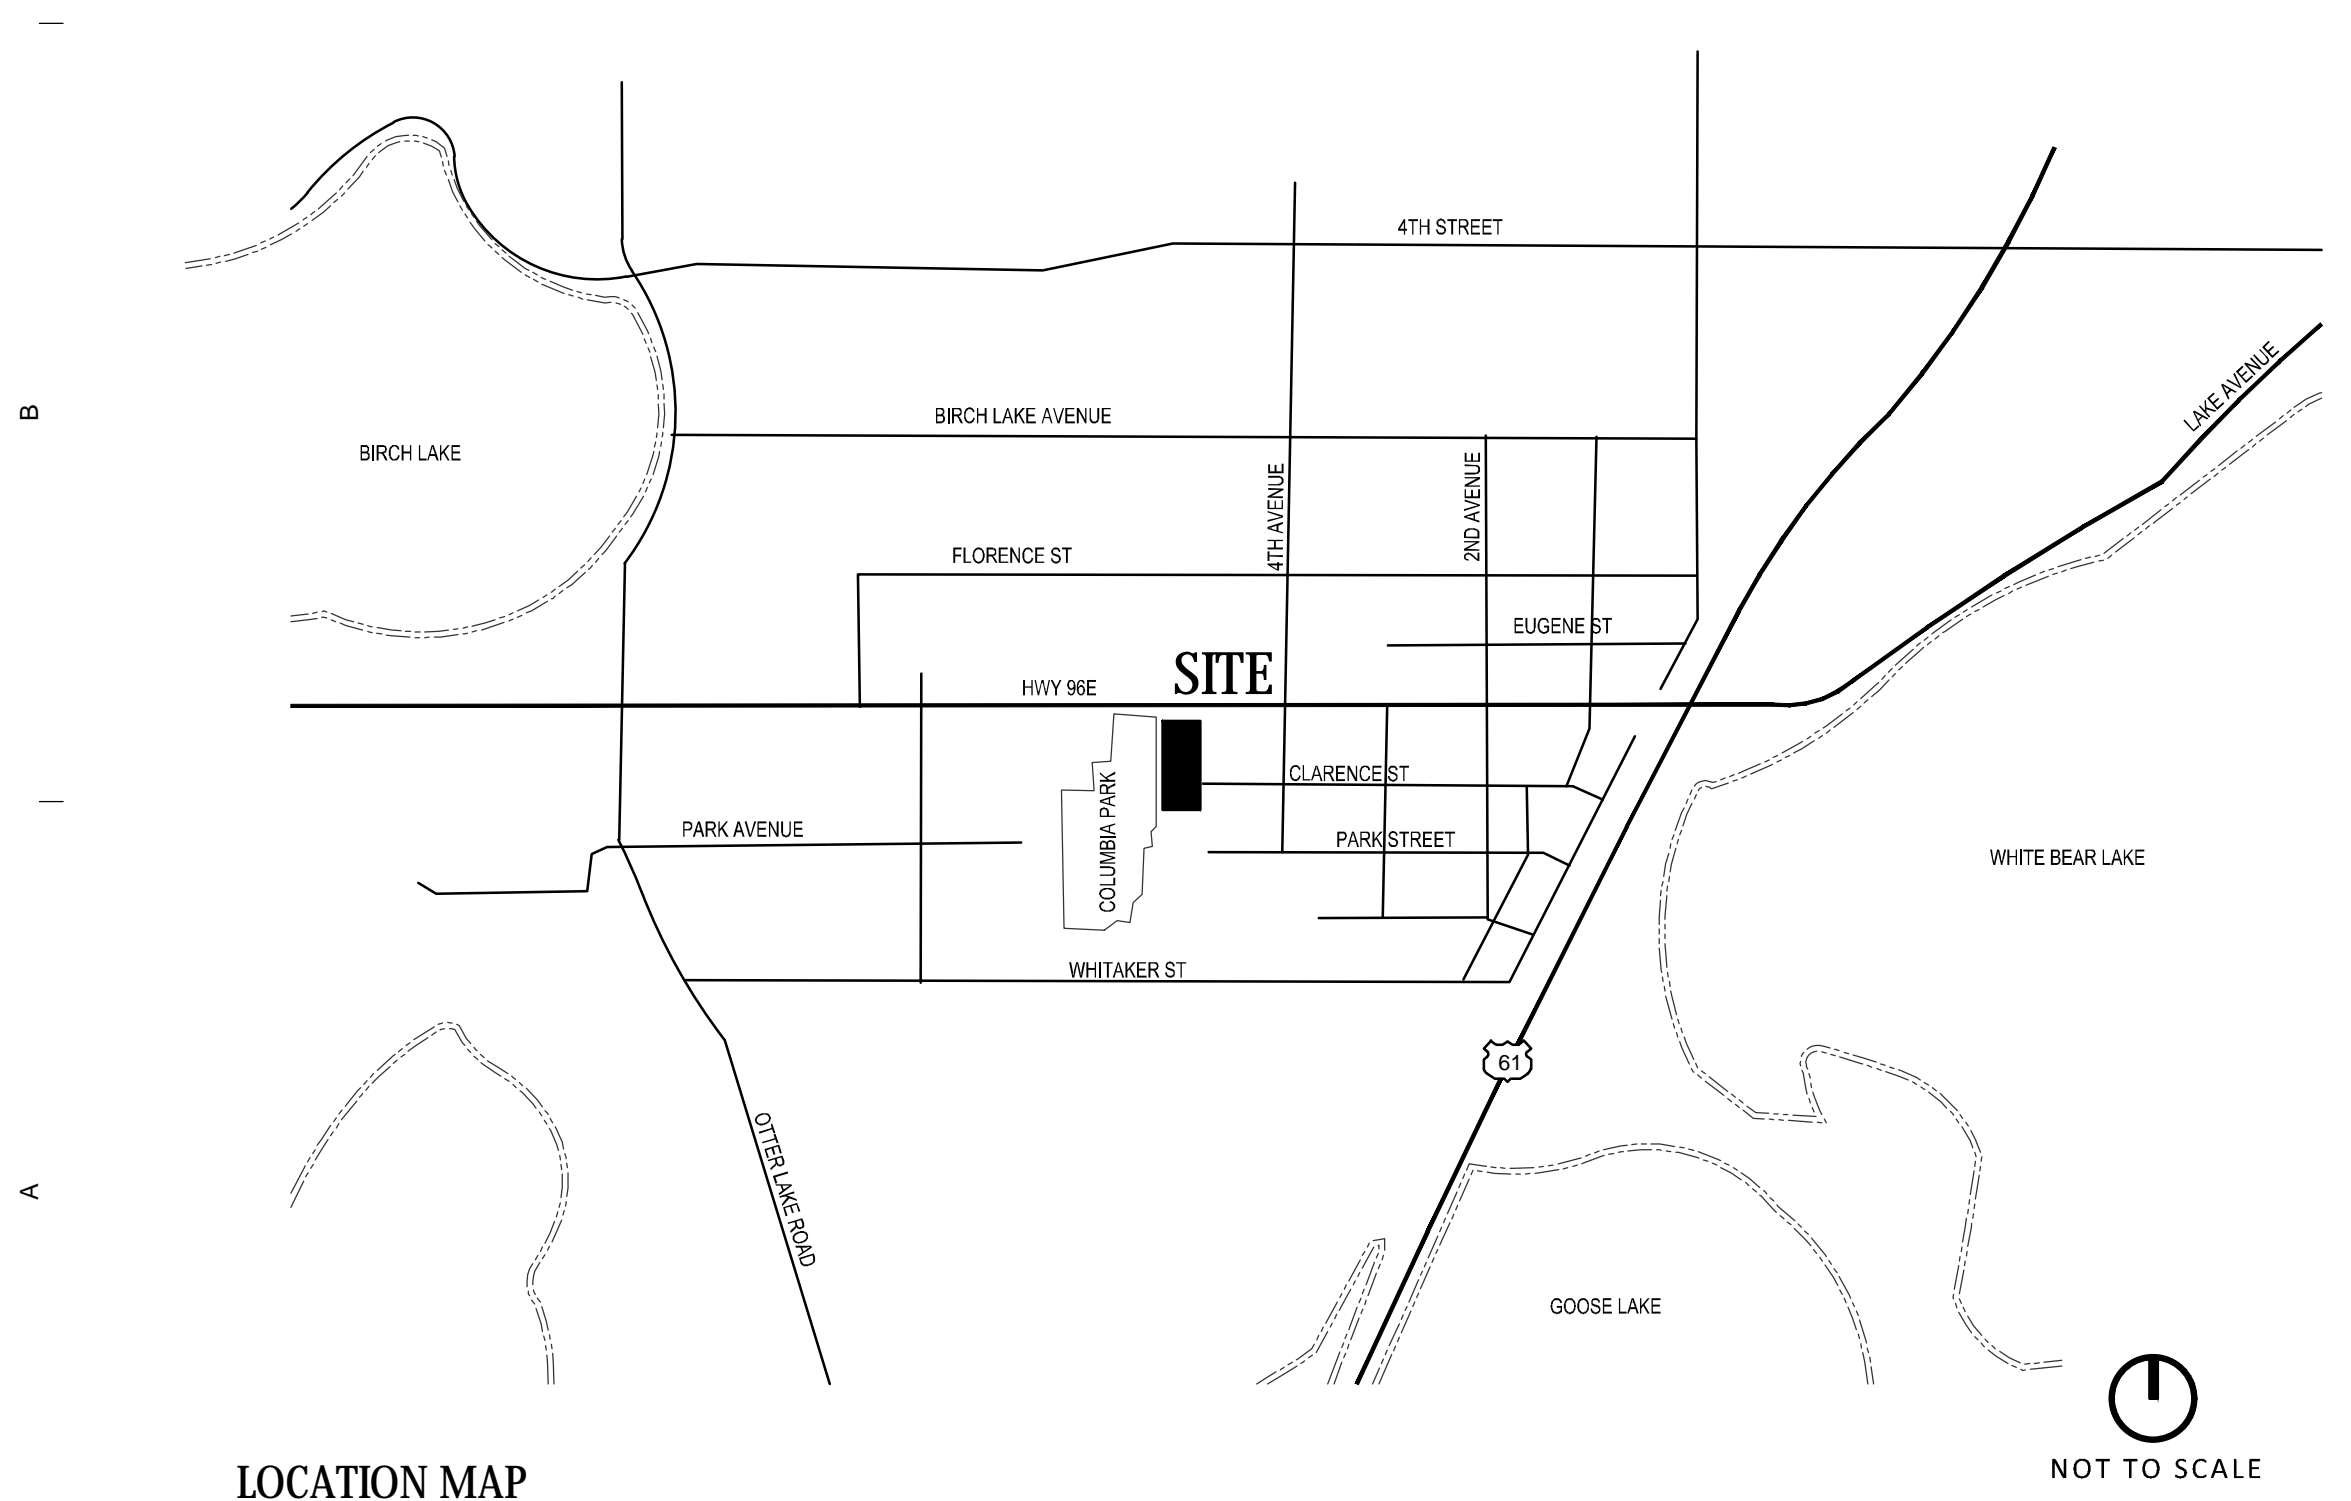 4TH STREET
LAKE AVENUE
B
BIRCH LAKE AVENUE
BIRCH LAKE
4TH AVENUE
2ND AVENUE
FLORENCE ST
EUGENE ST
SITE
HWY 96E
CLARENCE ST
COLUMBIA PARK
PARK AVENUE
PARK STREET
WHITE BEAR LAKE
WHITAKER ST
61
OTTER LAKE ROAD
A
GOOSE LAKE
NOT TO SCALE
LOCATION MAP